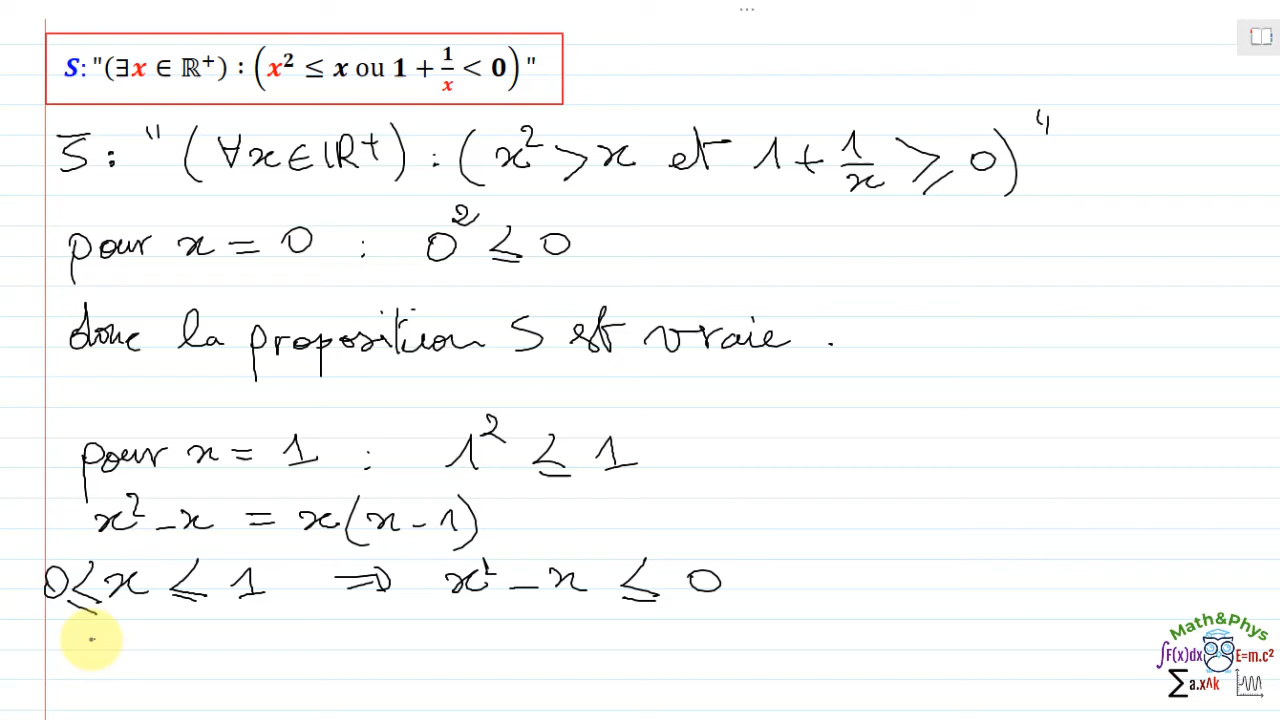 S: "(∃x ∈ ℝ⁺) : (x² ≤ x ou 1 + 1/x < 0) "
S̅ : " (∀x ∈ ℝ⁺) : (x² > x et 1 + 1/x ⩾ 0) "
pour x = 0 : 0² ≤ 0
donc la proposition S est vraie .
pour x = 1 : 1² ≤ 1
x² - x = x(x - 1)
0 ≤ x ≤ 1 ⇒ x² - x ≤ 0
Math&Phys
∫F(x)dx E=m.c²
∑ a.x^k